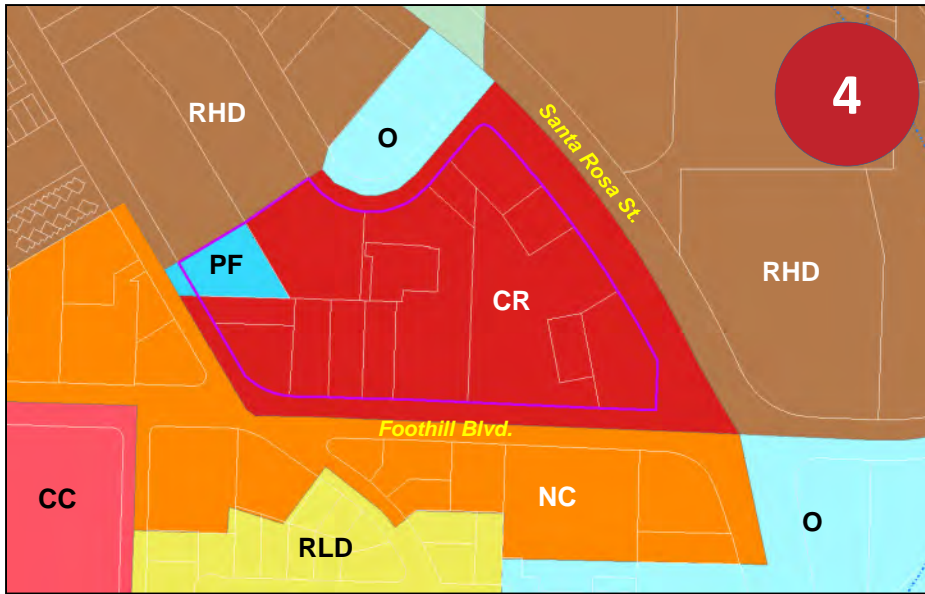 4
RHD
O
Santa Rosa St.
PF
RHD
CR
Foothill Blvd.
CC
NC
O
RLD